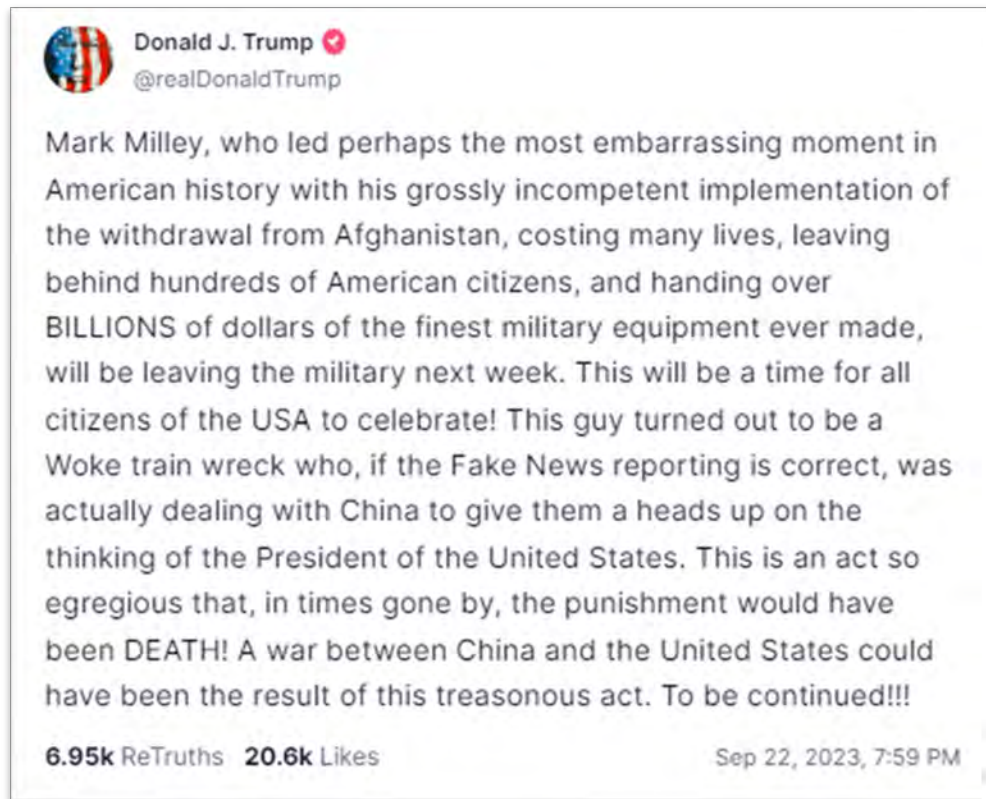 Donald J. Trump
@realDonaldTrump
Mark Milley, who led perhaps the most embarrassing moment in
American history with his grossly incompetent implementation of
the withdrawal from Afghanistan, costing many lives, leaving
behind hundreds of American citizens, and handing over
BILLIONS of dollars of the finest military equipment ever made,
will be leaving the military next week. This will be a time for all
citizens of the USA to celebrate! This guy turned out to be a
Woke train wreck who, if the Fake News reporting is correct, was
actually dealing with China to give them a heads up on the
thinking of the President of the United States. This is an act so
egregious that, in times gone by, the punishment would have
been DEATH! A war between China and the United States could
have been the result of this treasonous act. To be continued!!!
6.95k ReTruths 20.6k Likes Sep 22, 2023, 7:59 PM